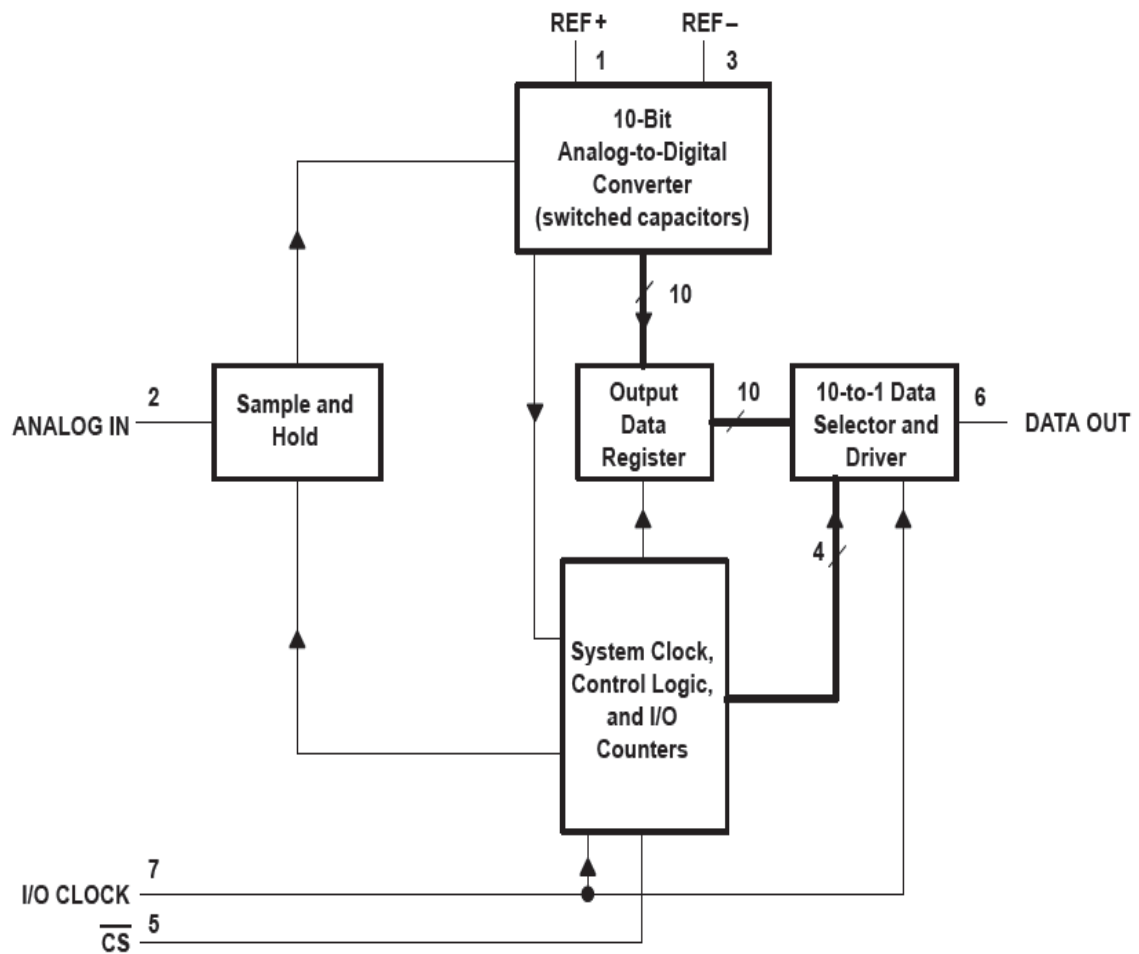 REF+ REF–
1 3
10-Bit
Analog-to-Digital
Converter
(switched capacitors)
10
2
ANALOG IN
Sample and
Hold
Output
Data
Register
10
10-to-1 Data
Selector and
Driver
6
DATA OUT
4
System Clock,
Control Logic,
and I/O
Counters
7
I/O CLOCK
5
C̅S̅